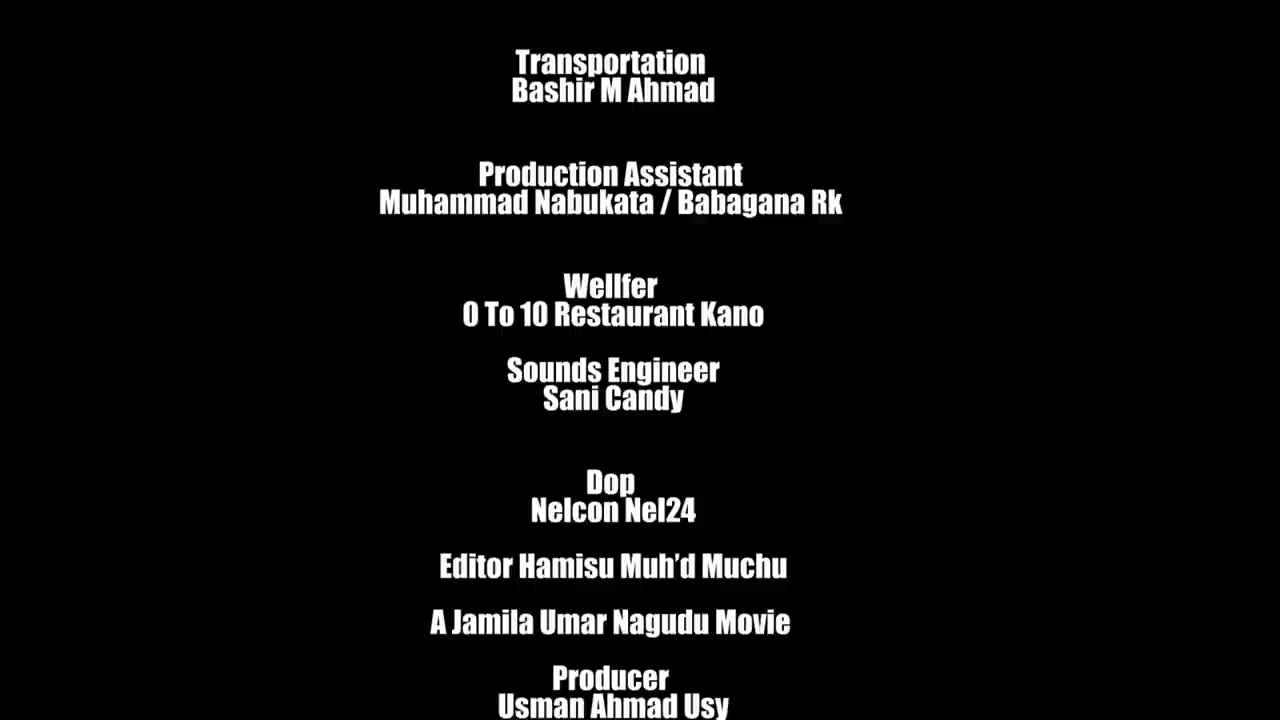 Transportation
Bashir M Ahmad
Production Assistant
Muhammad Nabukata / Babagana Rk
Wellfer
0 To 10 Restaurant Kano
Sounds Engineer
Sani Candy
Dop
Nelcon Nel24
Editor Hamisu Muh'd Muchu
A Jamila Umar Nagudu Movie
Producer
Usman Ahmad Usy